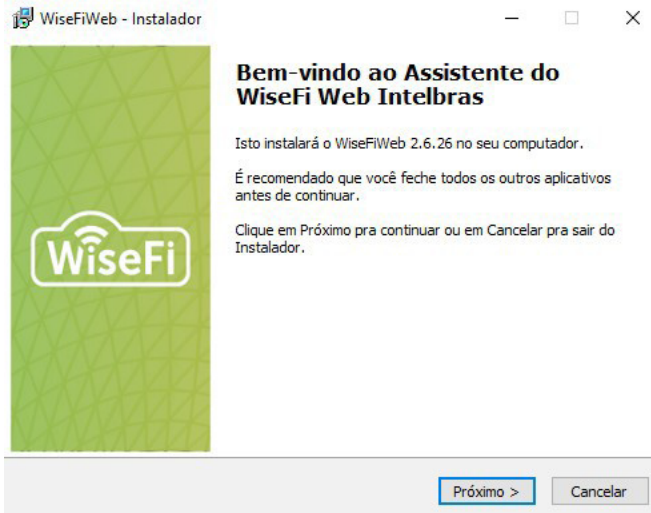 WiseFiWeb - Instalador
Bem-vindo ao Assistente do
WiseFi Web Intelbras
Isto instalará o WiseFiWeb 2.6.26 no seu computador.
É recomendado que você feche todos os outros aplicativos
antes de continuar.
Clique em Próximo pra continuar ou em Cancelar pra sair do
Instalador.
WiseFi
Próximo >
Cancelar